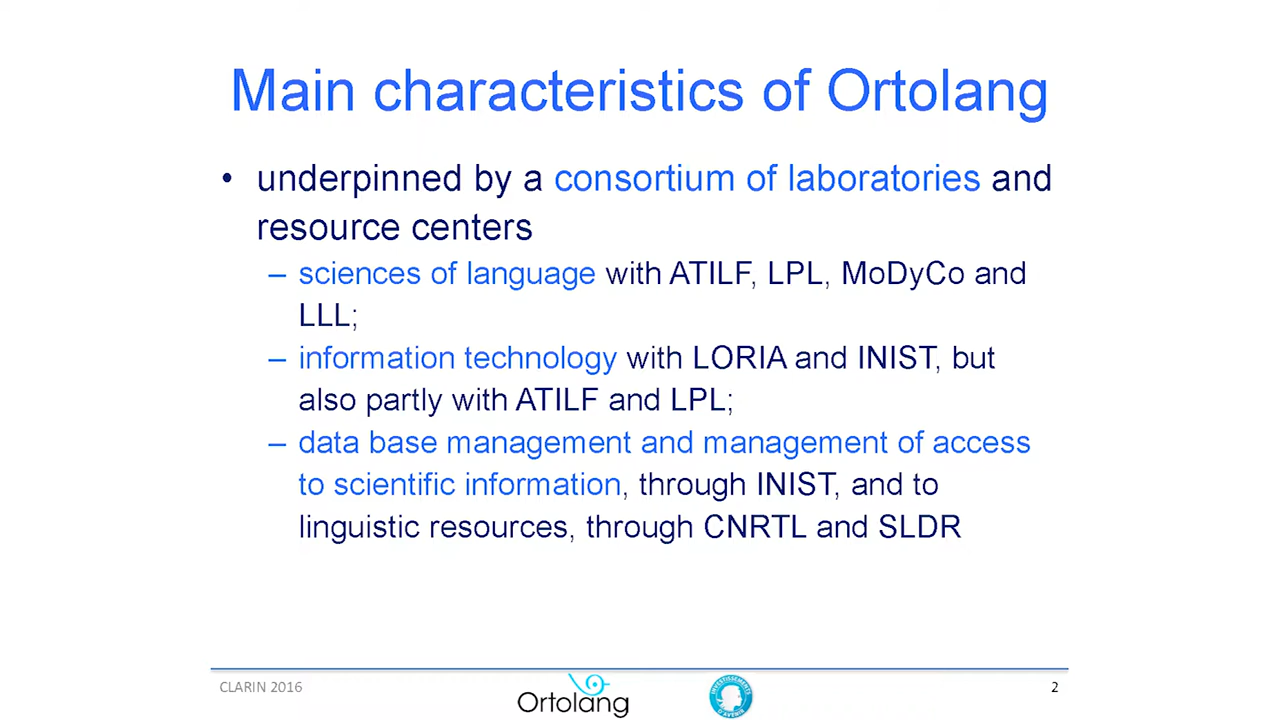 Main characteristics of Ortolang
• underpinned by a consortium of laboratories and
resource centers
– sciences of language with ATILF, LPL, MoDyCo and
LLL;
– information technology with LORIA and INIST, but
also partly with ATILF and LPL;
– data base management and management of access
to scientific information, through INIST, and to
linguistic resources, through CNRTL and SLDR
CLARIN 2016
Ortolang
INVESTISSEMENTS
D'AVENIR
2